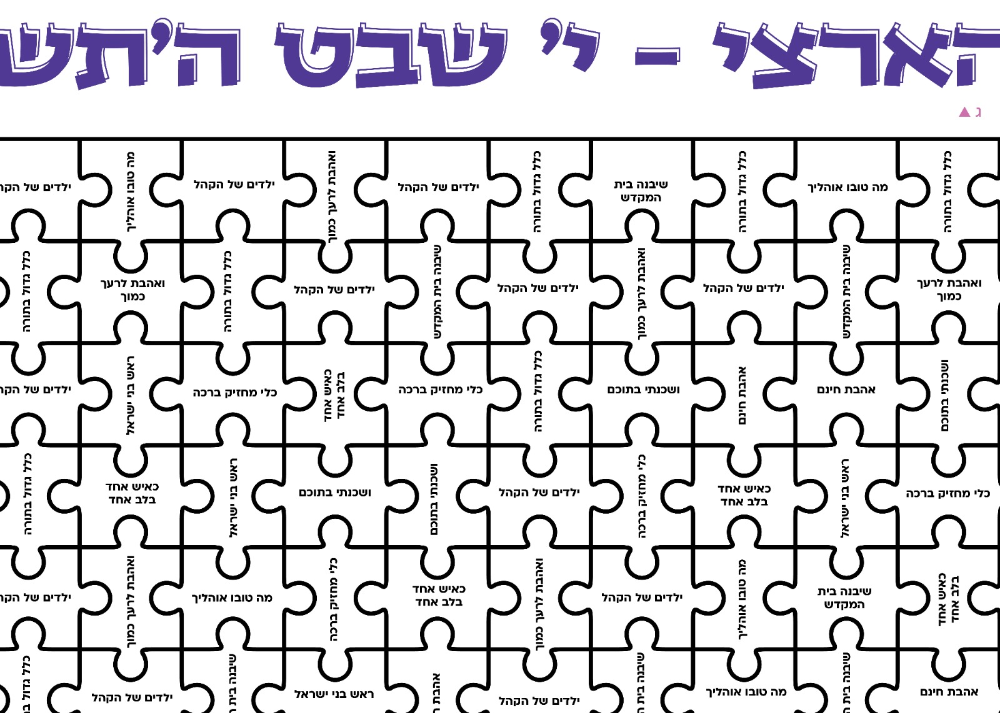 הארצי - י' שבט ה'תש
ג
כלל גדול בתורה
מה טובו אוהליך
כלל גדול בתורה
שיבנה בית
המקדש
כלל גדול בתורה
ילדים של הקהל
ואהבת לרעך כמוך
ילדים של הקהל
מה טובו אוהליך
ילדים של הקה
ואהבת לרעך
כמוך
שיבנה בית המקדש
ילדים של הקהל
ואהבת לרעך כמוך
ילדים של הקהל
שיבנה בית המקדש
ילדים של הקהל
כלל גדול בתורה
ואהבת לרעך
כמוך
כלל גדול בתורה
ושכנתי בתוכם
אהבת חינם
אהבת חינם
ושכנתי בתוכם
כלל גדול בתורה
כלי מחזיק ברכה
כאיש אחד
בלב אחד
כלי מחזיק ברכה
ראש בני ישראל
ילדים של הקה
כלי מחזיק ברכה
ראש בני ישראל
כאיש אחד
בלב אחד
כלי מחזיק ברכה
ילדים של הקהל
ושכנתי בתוכם
ושכנתי בתוכם
ראש בני ישראל
כאיש אחד
בלב אחד
כלל גדול בתורה
כאיש אחד
בלב אחד
שיבנה בית
המקדש
מה טובו אוהליך
ילדים של הקהל
ואהבת לרעך כמוך
כאיש אחד
בלב אחד
כלי מחזיק ברכה
מה טובו אוהליך
ואהבת לרעך כמוך
ילדים של הקה
אהבת חינם
שיבנה בית
מה טובו אוהליך
שיבנה בית
ילדים של הקהל
אהבת
ראש בני ישראל
שיבנה בית
ילדים של הקהל
כלל גדול